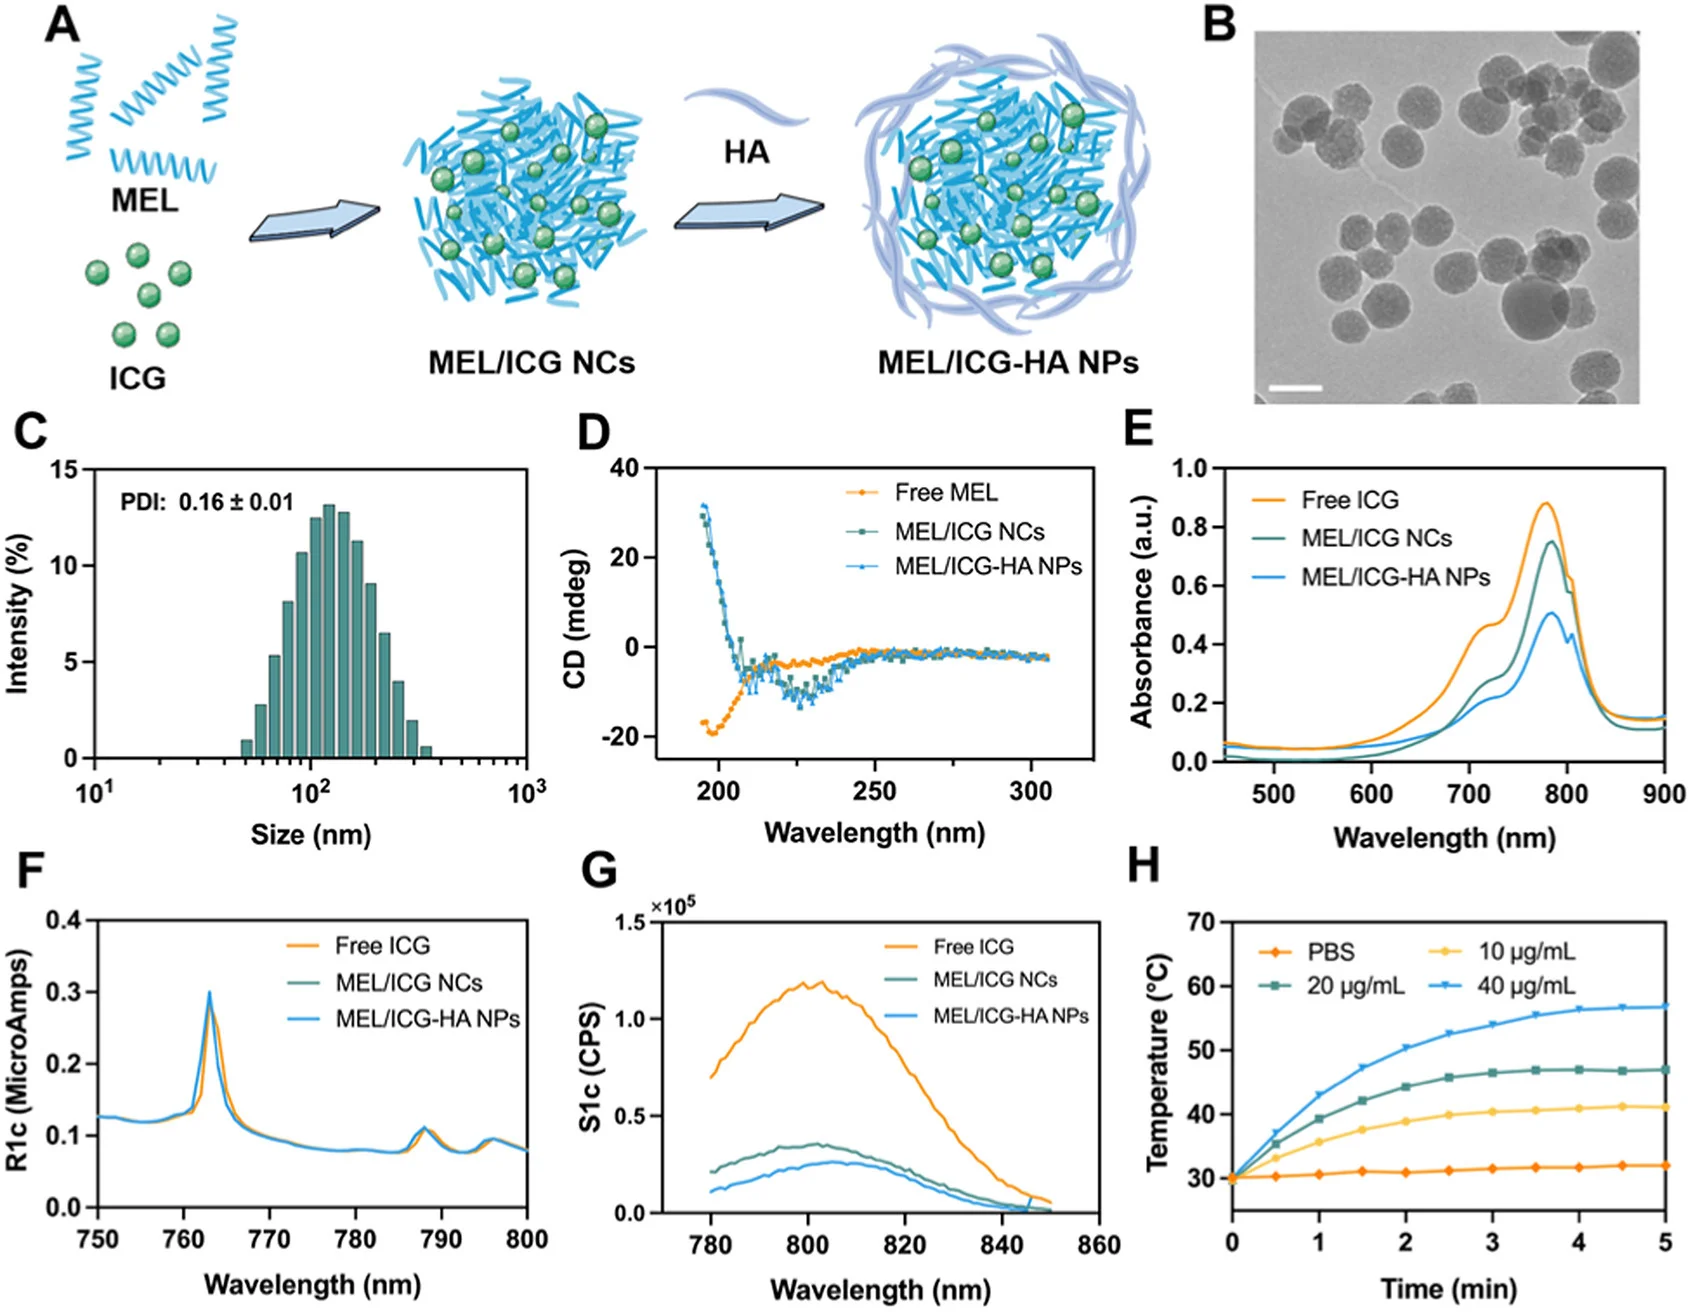 A
MEL
ICG
MEL/ICG NCs
HA
MEL/ICG-HA NPs
B
C
PDI: 0.16 ± 0.01
Intensity (%)
15
10
5
0
10¹
10²
10³
Size (nm)
D
Free MEL
MEL/ICG NCs
MEL/ICG-HA NPs
CD (mdeg)
40
20
0
-20
200
250
300
Wavelength (nm)
E
Free ICG
MEL/ICG NCs
MEL/ICG-HA NPs
Absorbance (a.u.)
1.0
0.8
0.6
0.4
0.2
0.0
500
600
700
800
900
Wavelength (nm)
F
Free ICG
MEL/ICG NCs
MEL/ICG-HA NPs
R1c (MicroAmps)
0.4
0.3
0.2
0.1
0.0
750
760
770
780
790
800
Wavelength (nm)
G
×10⁵
Free ICG
MEL/ICG NCs
MEL/ICG-HA NPs
S1c (CPS)
1.5
1.0
0.5
0.0
780
800
820
840
860
Wavelength (nm)
H
PBS
10 µg/mL
20 µg/mL
40 µg/mL
Temperature (°C)
70
60
50
40
30
0
1
2
3
4
5
Time (min)